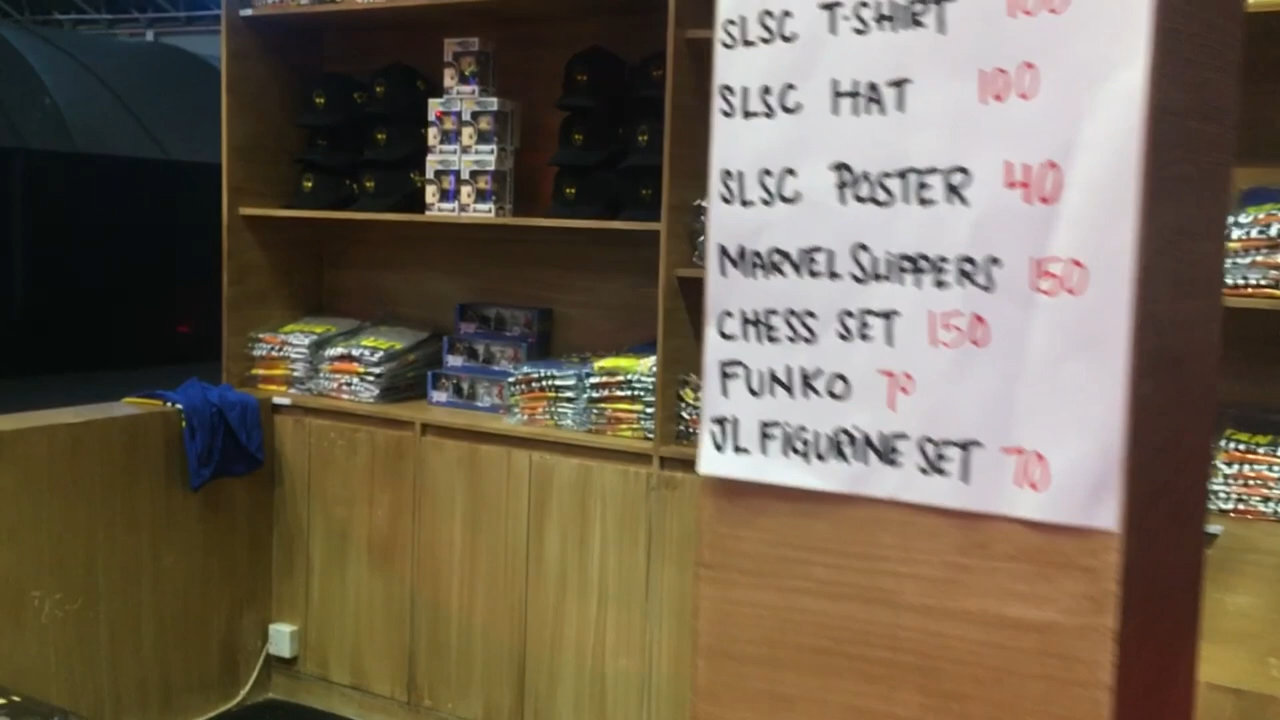 SLSC T-SHIRT 100
SLSC HAT 100
SLSC POSTER 40
MARVEL SLIPPERS 150
CHESS SET 150
FUNKO 70
JL FIGURINE SET 70